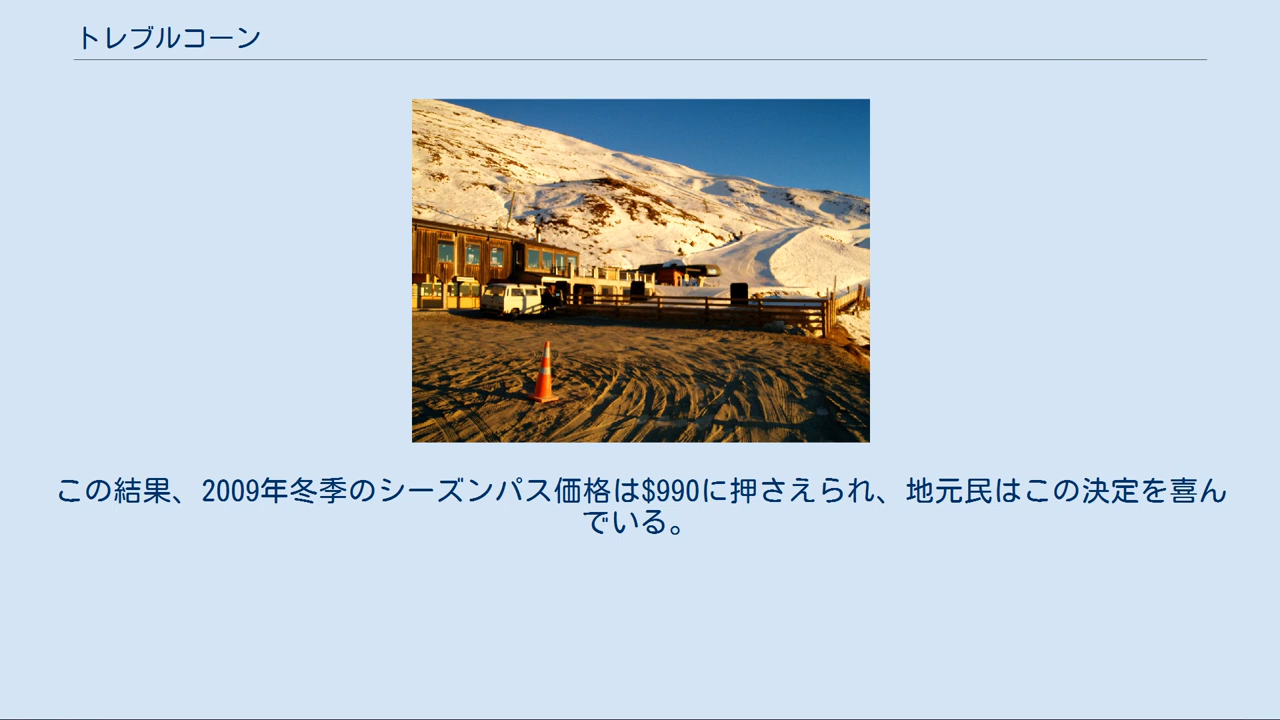 トレブルコーン
この結果、2009年冬季のシーズンパス価格は$990に押さえられ、地元民はこの決定を喜ん
でいる。